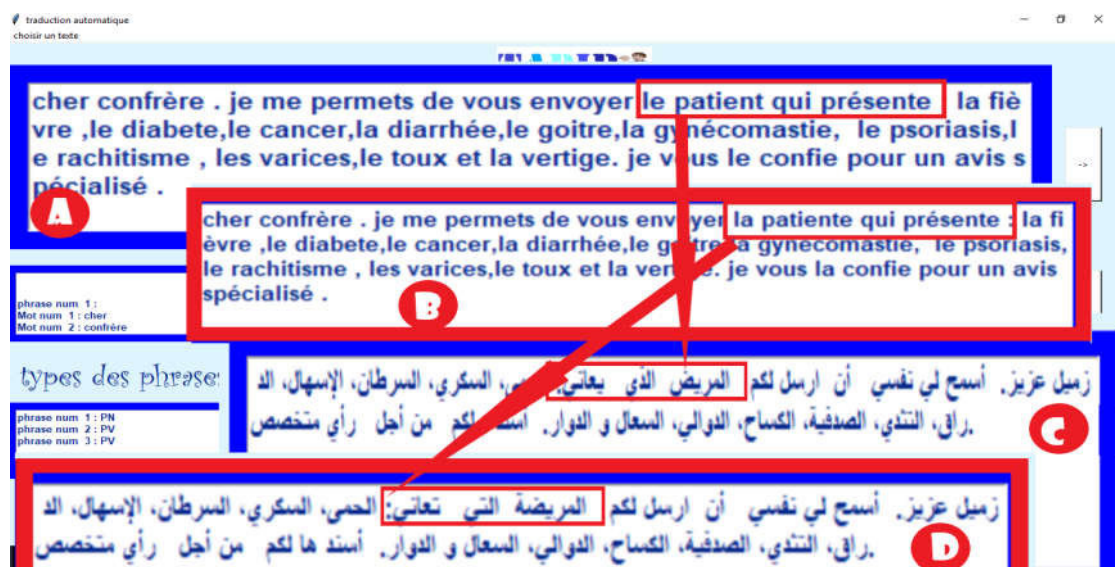 traduction automatique
choisir un texte
cher confrère . je me permets de vous envoyer le patient qui présente la fiè
vre ,le diabete,le cancer,la diarrhée,le goitre,la gynécomastie, le psoriasis,l
e rachitisme , les varices,le toux et la vertige. je vous le confie pour un avis s
pécialisé .
->
A
cher confrère . je me permets de vous envoyer la patiente qui présente : la fi
èvre ,le diabete,le cancer,la diarrhée,le goitre,la gynécomastie, le psoriasis,
le rachitisme , les varices,le toux et la vertige. je vous la confie pour un avis
spécialisé .
B
phrase num 1 :
Mot num 1 : cher
Mot num 2 : confrère
types des phrase
phrase num 1 : PN
phrase num 2 : PV
phrase num 3 : PV
زميل عزيز. أسمح لي نفسي أن ارسل لكم المريض الذي يعاني: السكري، السرطان، الإسهال، الد
راق، التثدي، الصدفية، الكساح، الدوالي، السعال و الدوار. لكم من أجل رأي متخصص.
C
زميل عزيز. أسمح لي نفسي أن ارسل لكم المريضة التي تعاني: الحمى، السكري، السرطان، الإسهال، الد
راق، التثدي، الصدفية، الكساح، الدوالي، السعال و الدوار. أسند ها لكم من أجل رأي متخصص.
D